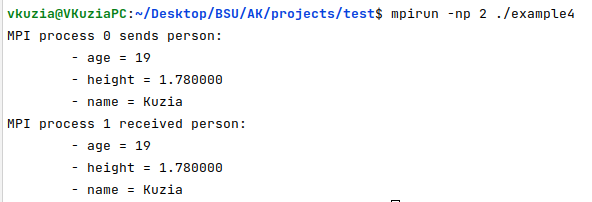 vkuzia@VKuziaPC:~/Desktop/BSU/AK/projects/test$ mpirun -np 2 ./example4
MPI process 0 sends person:
        - age = 19
        - height = 1.780000
        - name = Kuzia
MPI process 1 received person:
        - age = 19
        - height = 1.780000
        - name = Kuzia